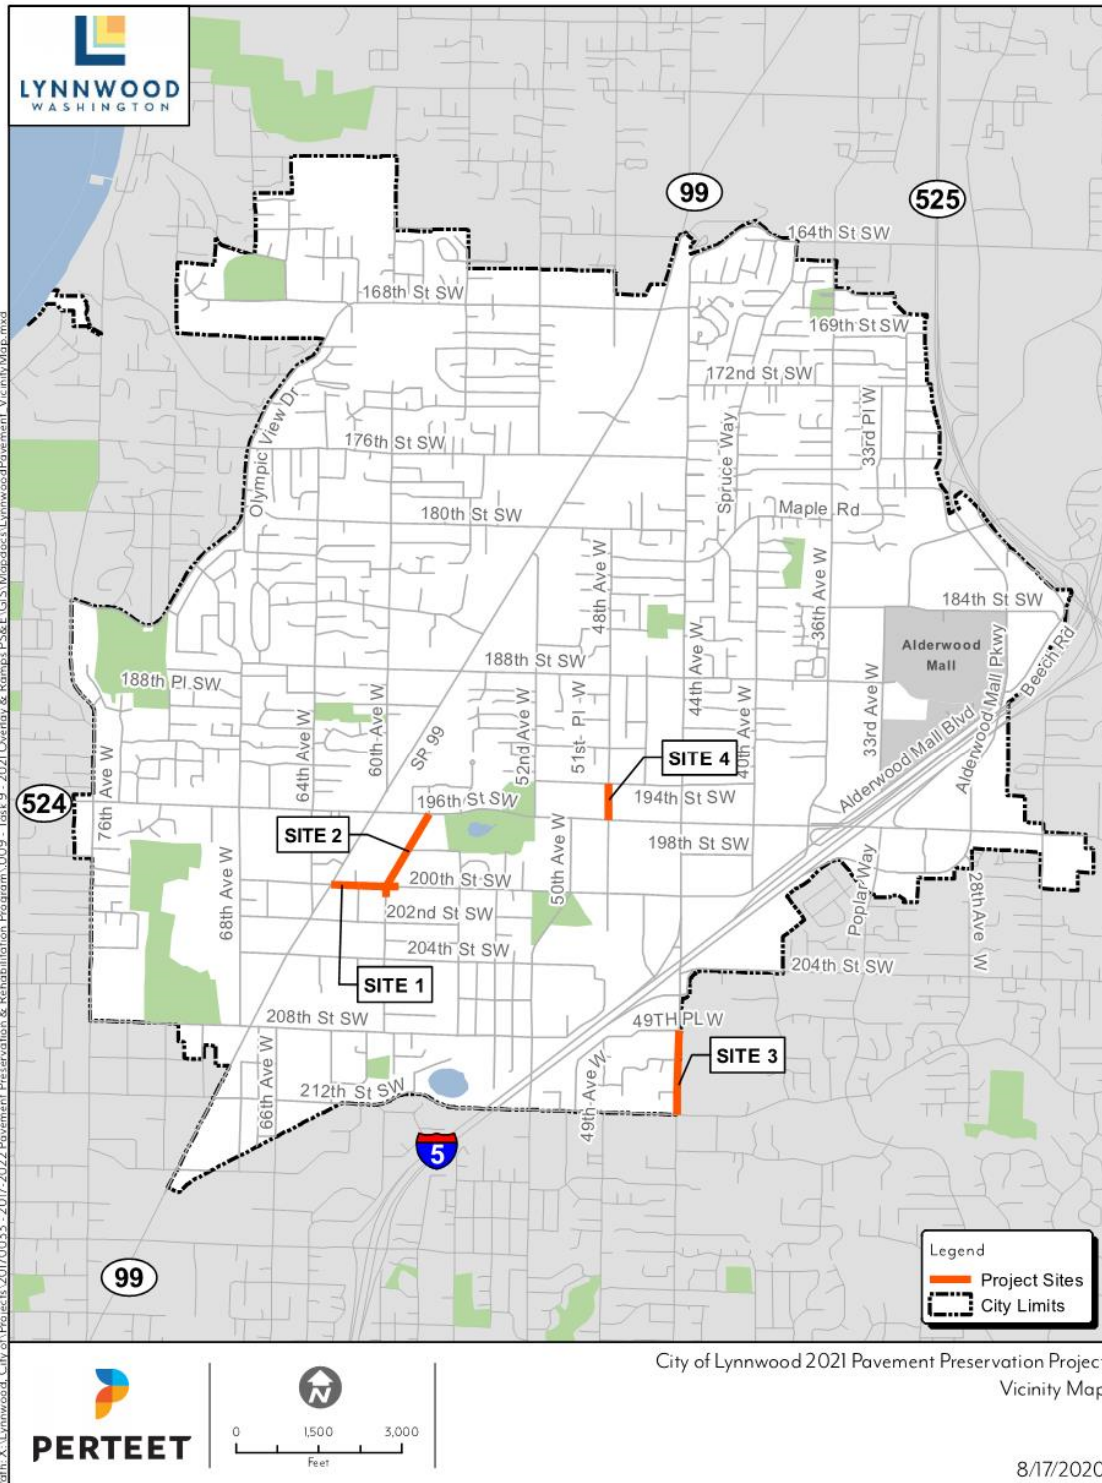 LYNNWOOD
WASHINGTON
99
525
164th St SW
168th St SW
169th St SW
172nd St SW
Olympic View Dr
176th St SW
Spruce Way
33rd Pl W
180th St SW
Maple Rd
48th Ave W
36th Ave W
184th St SW
Alderwood
Mall
188th St SW
188th Pl SW
44th Ave W
Alderwood Mall Pkwy
Beech Rd
64th Ave W
60th Ave W
SR 99
52nd Ave W
51st Pl W
40th Ave W
33rd Ave W
Alderwood Mall Blvd
SITE 4
524
76th Ave W
196th St SW
194th St SW
SITE 2
198th St SW
68th Ave W
200th St SW
50th Ave W
Poplar Way
28th Ave W
202nd St SW
204th St SW
204th St SW
SITE 1
208th St SW
49TH PL W
SITE 3
66th Ave W
212th St SW
49th Ave W
5
99
Legend
Project Sites
City Limits
PERTEET
N
0 1,500 3,000
Feet
City of Lynnwood 2021 Pavement Preservation Project
Vicinity Map
8/17/2020